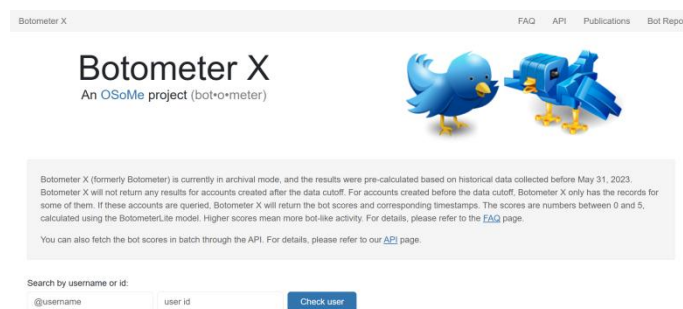 Botometer X FAQ API Publications Bot Repo
Botometer X
An OSoMe project (bot•o•meter)
Botometer X (formerly Botometer) is currently in archival mode, and the results were pre-calculated based on historical data collected before May 31, 2023.
Botometer X will not return any results for accounts created after the data cutoff. For accounts created before the data cutoff, Botometer X only has the records for
some of them. If these accounts are queried, Botometer X will return the bot scores and corresponding timestamps. The scores are numbers between 0 and 5,
calculated using the BotometerLite model. Higher scores mean more bot-like activity. For details, please refer to the FAQ page.
You can also fetch the bot scores in batch through the API. For details, please refer to our API page.
Search by username or id:
@username user id Check user